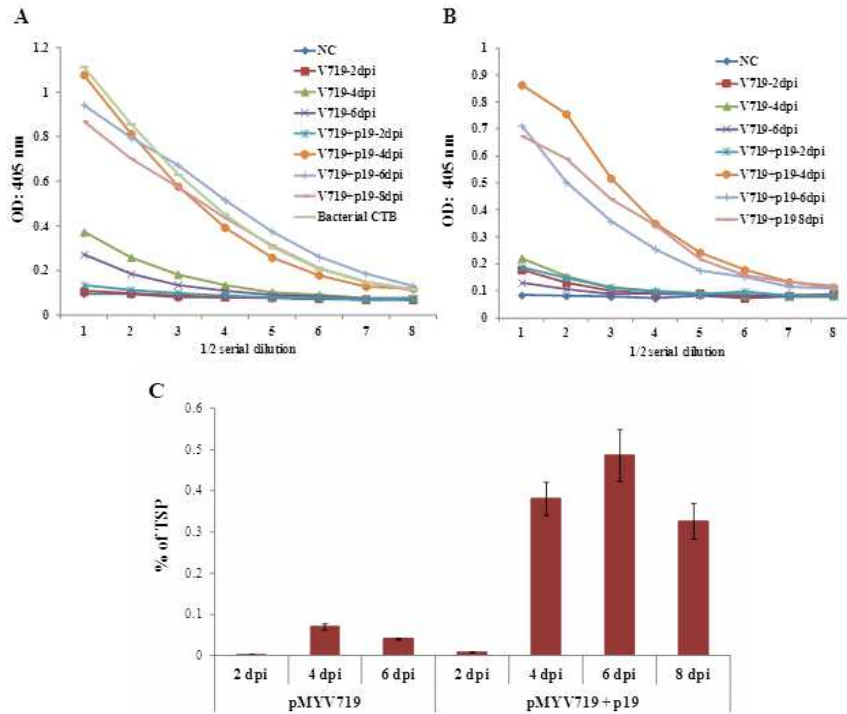 A
OD: 405 nm
1.2
1
0.8
0.6
0.4
0.2
0
1 2 3 4 5 6 7 8
1/2 serial dilution
NC
V719-2dpi
V719-4dpi
V719-6dpi
V719+p19-2dpi
V719+p19-4dpi
V719+p19-6dpi
V719+p19-8dpi
Bacterial CTB
B
OD: 405 nm
1
0.9
0.8
0.7
0.6
0.5
0.4
0.3
0.2
0.1
0
1 2 3 4 5 6 7 8
1/2 serial dilution
NC
V719-2dpi
V719-4dpi
V719-6dpi
V719+p19-2dpi
V719+p19-4dpi
V719+p19-6dpi
V719+p19 8dpi
C
% of TSP
0.6
0.5
0.4
0.3
0.2
0.1
0
2 dpi 4 dpi 6 dpi 2 dpi 4 dpi 6 dpi 8 dpi
pMYV719 pMYV719 + p19